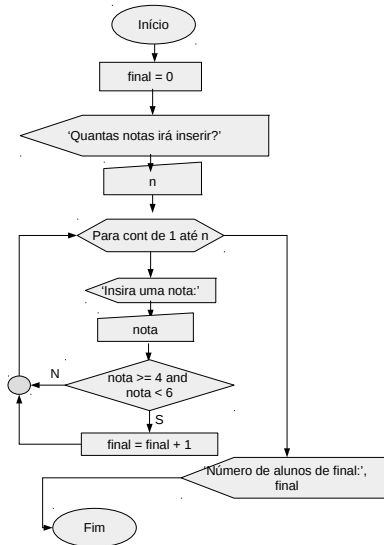 Início
final = 0
‘Quantas notas irá inserir?’
n
Para cont de 1 até n
‘Insira uma nota:’
nota
nota >= 4 and
nota < 6
N
S
final = final + 1
‘Número de alunos de final:’,
final
Fim